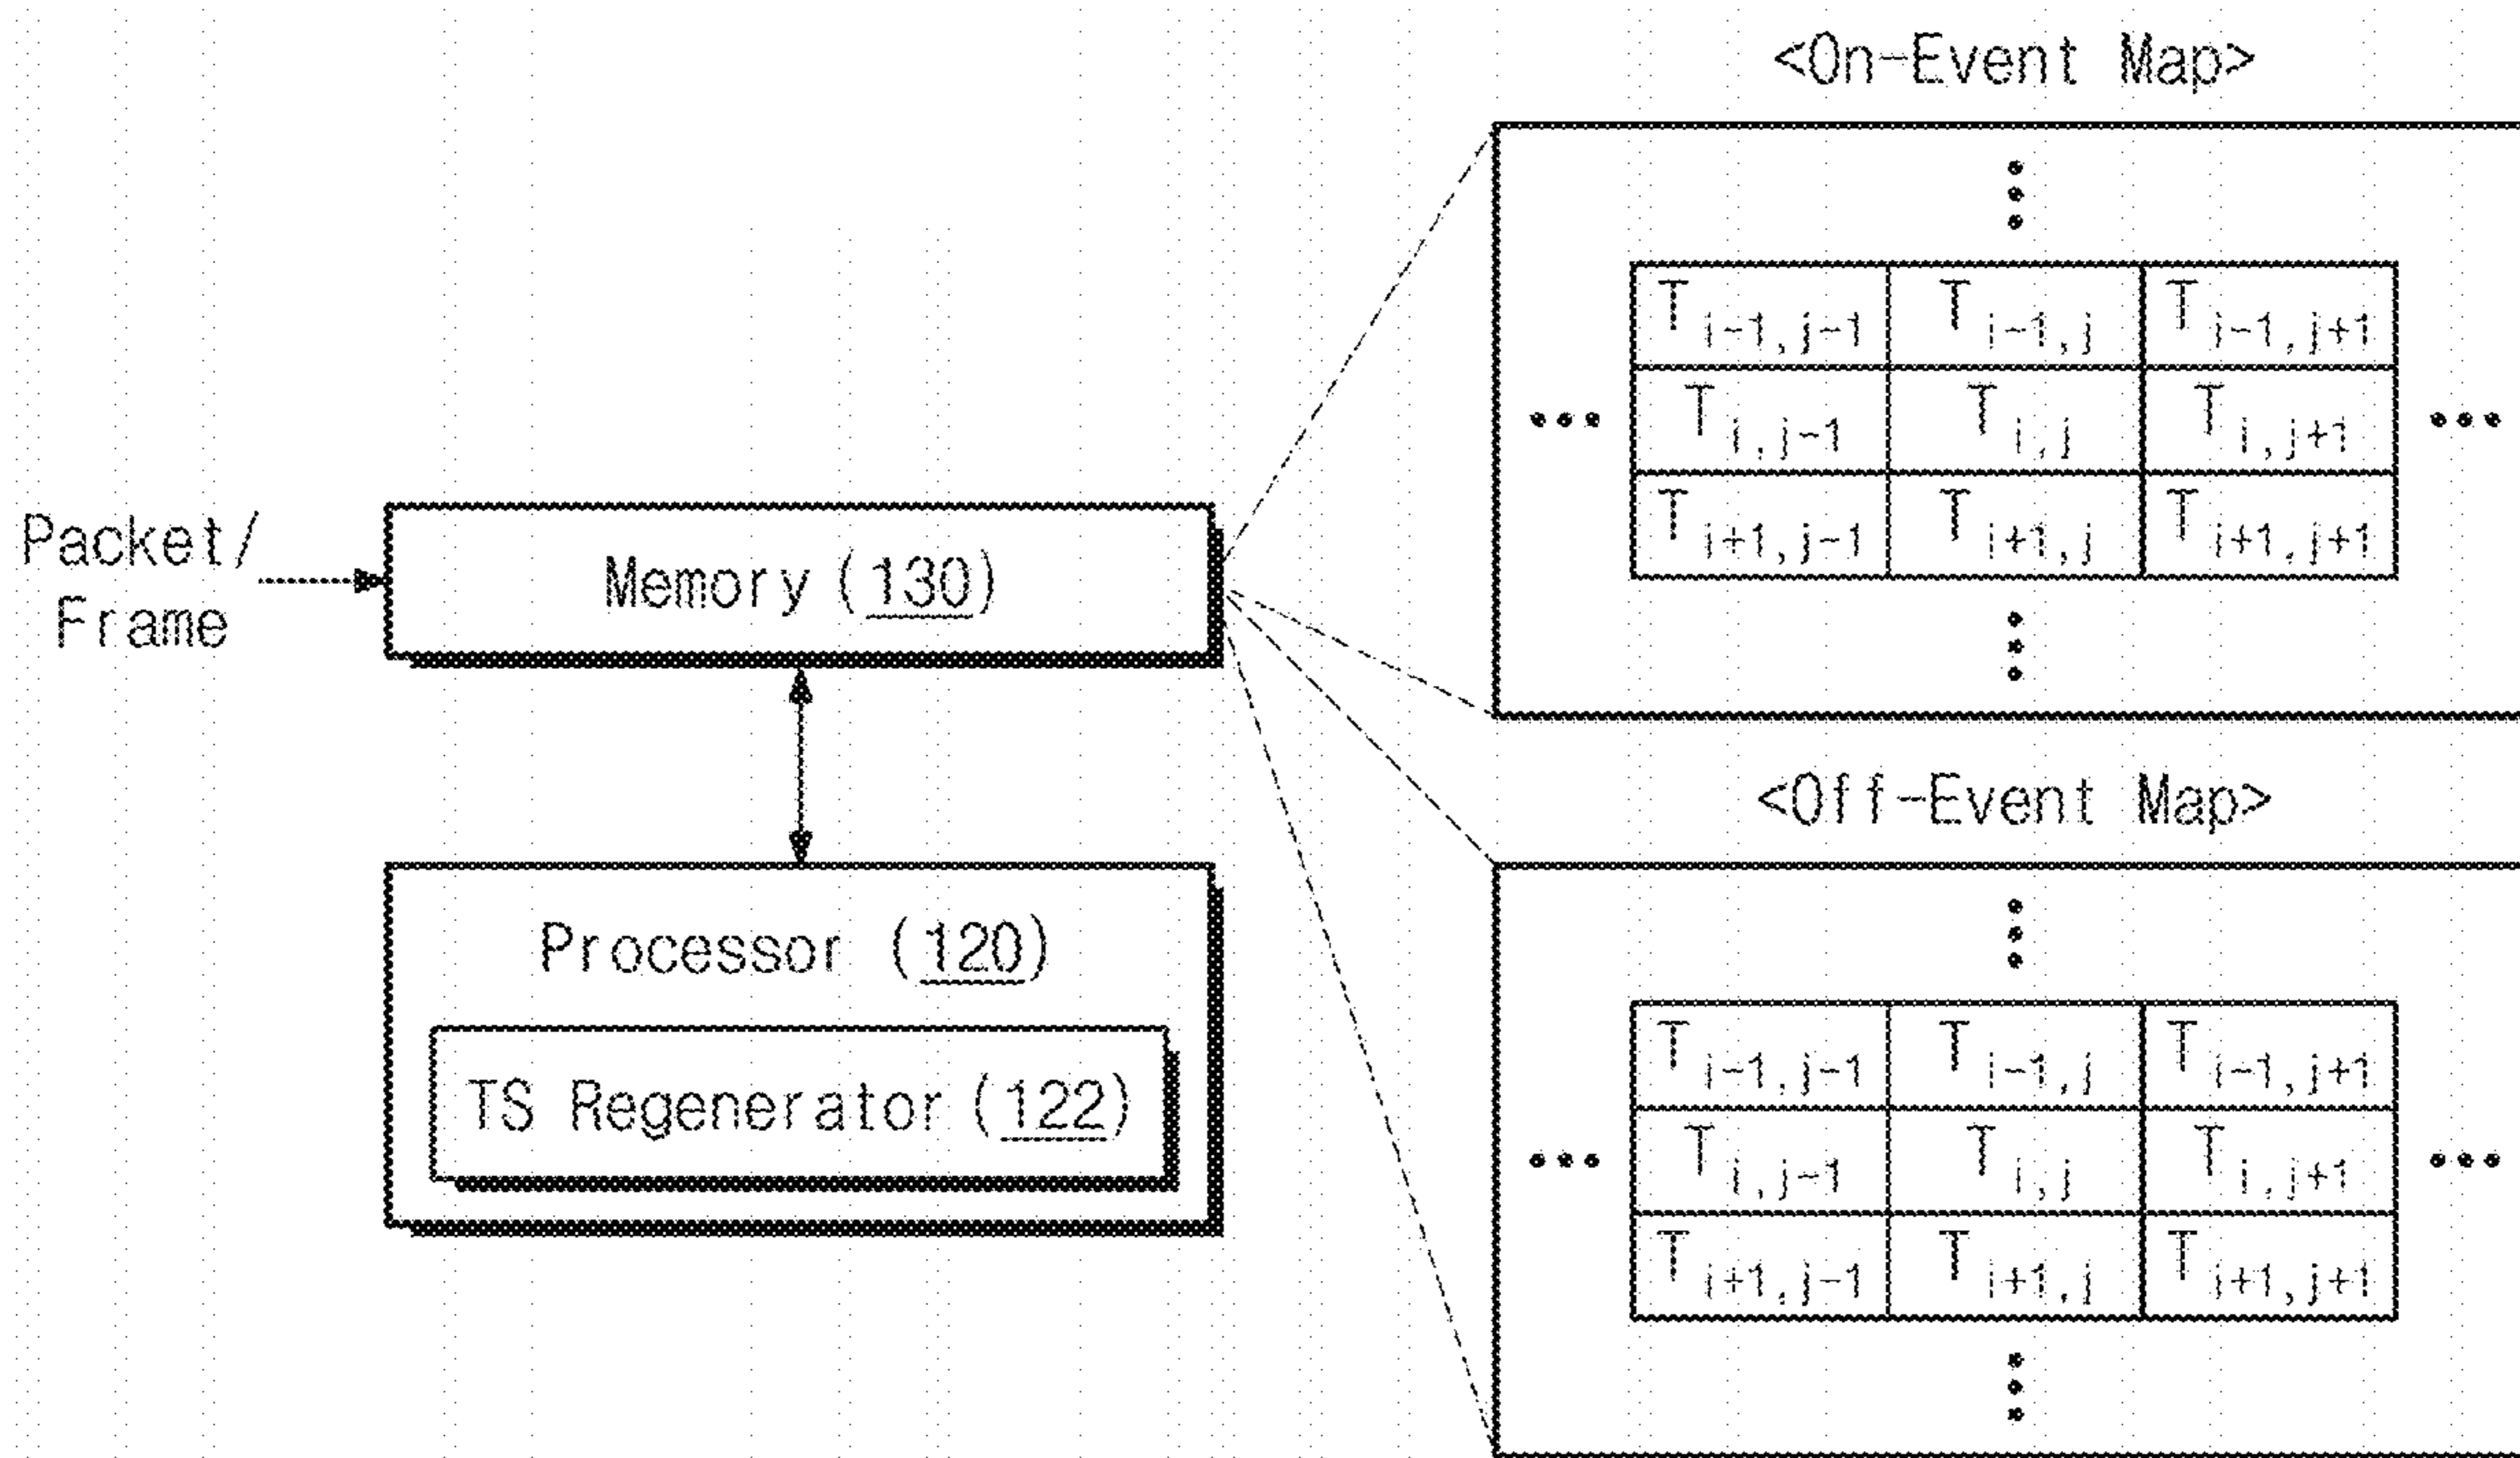 <On-Event Map>
T i-1,j-1 T i-1,j T i-1,j+1
T i,j-1 T i,j T i,j+1
T i+1,j-1 T i+1,j T i+1,j+1
Packet/
Frame
Memory (130)
Processor (120)
TS Regenerator (122)
<Off-Event Map>
T i-1,j-1 T i-1,j T i-1,j+1
T i,j-1 T i,j T i,j+1
T i+1,j-1 T i+1,j T i+1,j+1